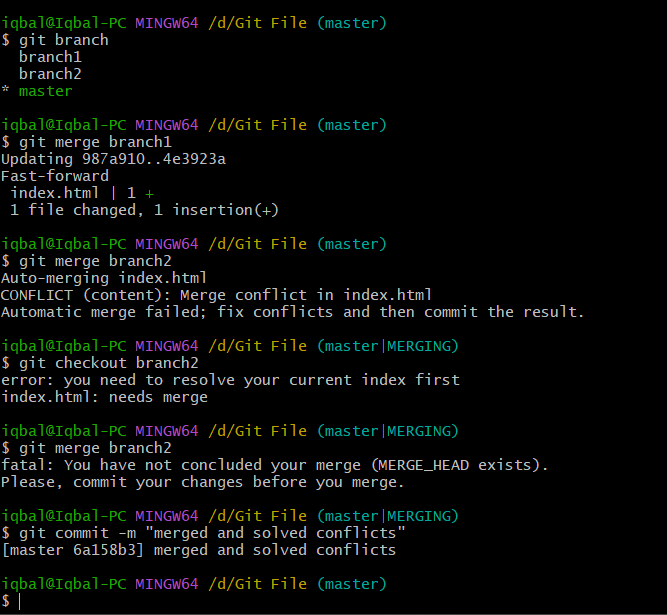 iqbal@Iqbal-PC MINGW64 /d/Git File (master)
$ git branch
  branch1
  branch2
* master
iqbal@Iqbal-PC MINGW64 /d/Git File (master)
$ git merge branch1
Updating 987a910..4e3923a
Fast-forward
 index.html | 1 +
 1 file changed, 1 insertion(+)
iqbal@Iqbal-PC MINGW64 /d/Git File (master)
$ git merge branch2
Auto-merging index.html
CONFLICT (content): Merge conflict in index.html
Automatic merge failed; fix conflicts and then commit the result.
iqbal@Iqbal-PC MINGW64 /d/Git File (master|MERGING)
$ git checkout branch2
error: you need to resolve your current index first
index.html: needs merge
iqbal@Iqbal-PC MINGW64 /d/Git File (master|MERGING)
$ git merge branch2
fatal: You have not concluded your merge (MERGE_HEAD exists).
Please, commit your changes before you merge.
iqbal@Iqbal-PC MINGW64 /d/Git File (master|MERGING)
$ git commit -m "merged and solved conflicts"
[master 6a158b3] merged and solved conflicts
iqbal@Iqbal-PC MINGW64 /d/Git File (master)
$